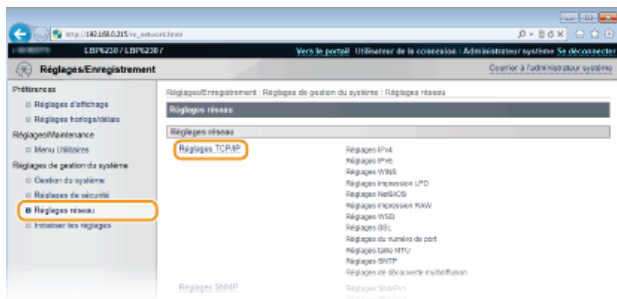 http://192.168.0.215/m_network.html
LBP6230 / LBP6230 /
Vers le portail Utilisateur de la connexion : Administrateur système Se déconnecter
Réglages/Enregistrement
Courrier à l'administrateur système
Préférences
Réglages d'affichage
Réglages horloge/délais
Réglages/Maintenance
Menu Utilitaires
Réglages de gestion du système
Gestion du système
Réglages de sécurité
Réglages réseau
Initialiser les réglages
Réglages/Enregistrement : Réglages de gestion du système : Réglages réseau
Réglages réseau
Réglages réseau
Réglages TCP/IP
Réglages IPv4
Réglages IPv6
Réglages WINS
Réglages impression LPD
Réglages NetBIOS
Réglages impression RAW
Réglages WSD
Réglages SSL
Réglages du numéro de port
Réglages taille MTU
Réglages SNTP
Réglages de découverte multidiffusion
Réglages SNMP
Réglages SNMPv1